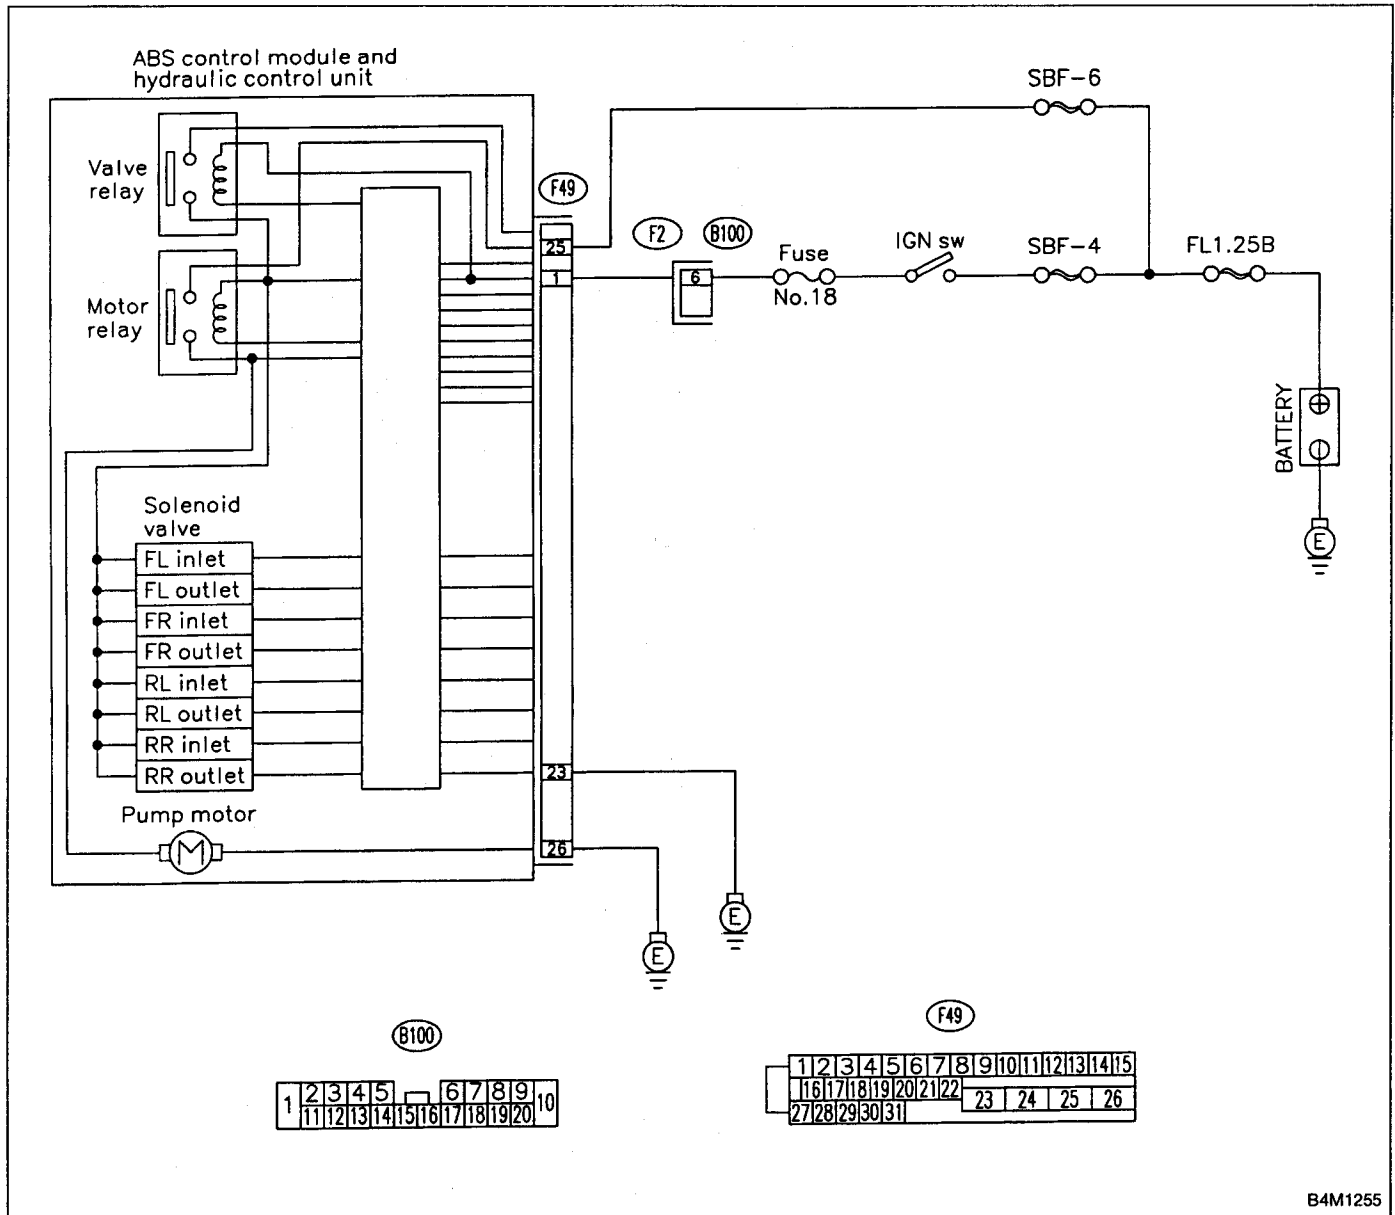 ABS control module and
hydraulic control unit
SBF-6
Valve
relay
F49
F2
B100
25
Fuse
No.18
IGN sw
SBF-4
FL1.25B
1
6
Motor
relay
BATTERY
E
Solenoid
valve
FL inlet
FL outlet
FR inlet
FR outlet
RL inlet
RL outlet
RR inlet
RR outlet
23
Pump motor
M
26
E
E
B100
F49
1 2 3 4 5 6 7 8 9 10
11 12 13 14 15 16 17 18 19 20
1 2 3 4 5 6 7 8 9 10 11 12 13 14 15
16 17 18 19 20 21 22 23 24 25 26
27 28 29 30 31
B4M1255